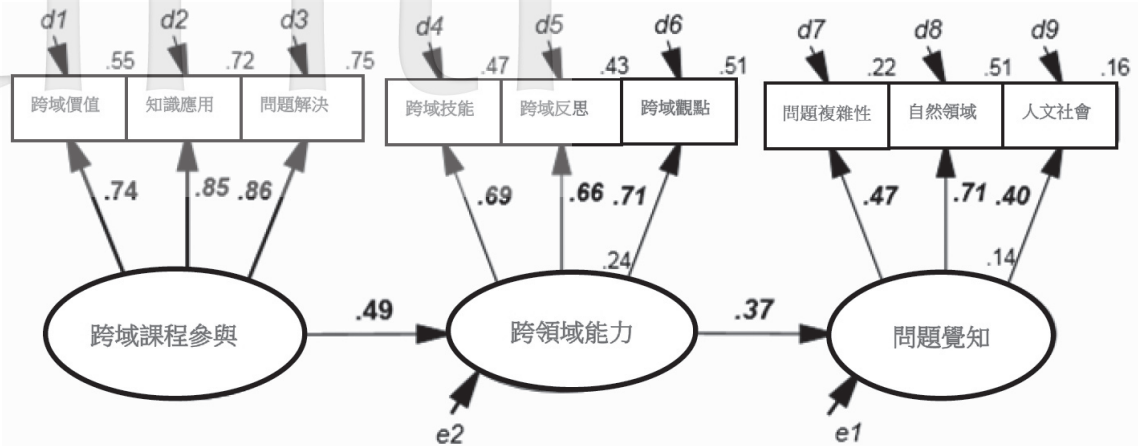 d1 d2 d3 d4 d5 d6 d7 d8 d9
.55 .72 .75 .47 .43 .51 .22 .51 .16
跨域價值 知識應用 問題解決 跨域技能 跨域反思 跨域觀點 問題複雜性 自然領域 人文社會
.74 .85 .86 .69 .66 .71 .47 .71 .40
.24 .14
.49 .37
跨域課程參與 跨領域能力 問題覺知
e2 e1